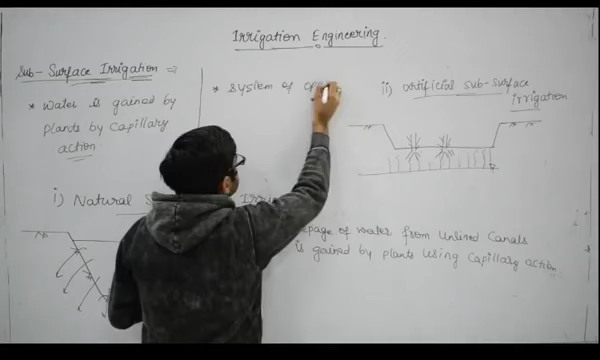 Irrigation Engineering.
Sub-Surface Irrigation ⇒
* Water is gained by
plants by Capillary
action
* System of
ii) artificial sub-surface
irrigation
i) Natural
of water from unlined Canals
is gained by plants using Capillary action